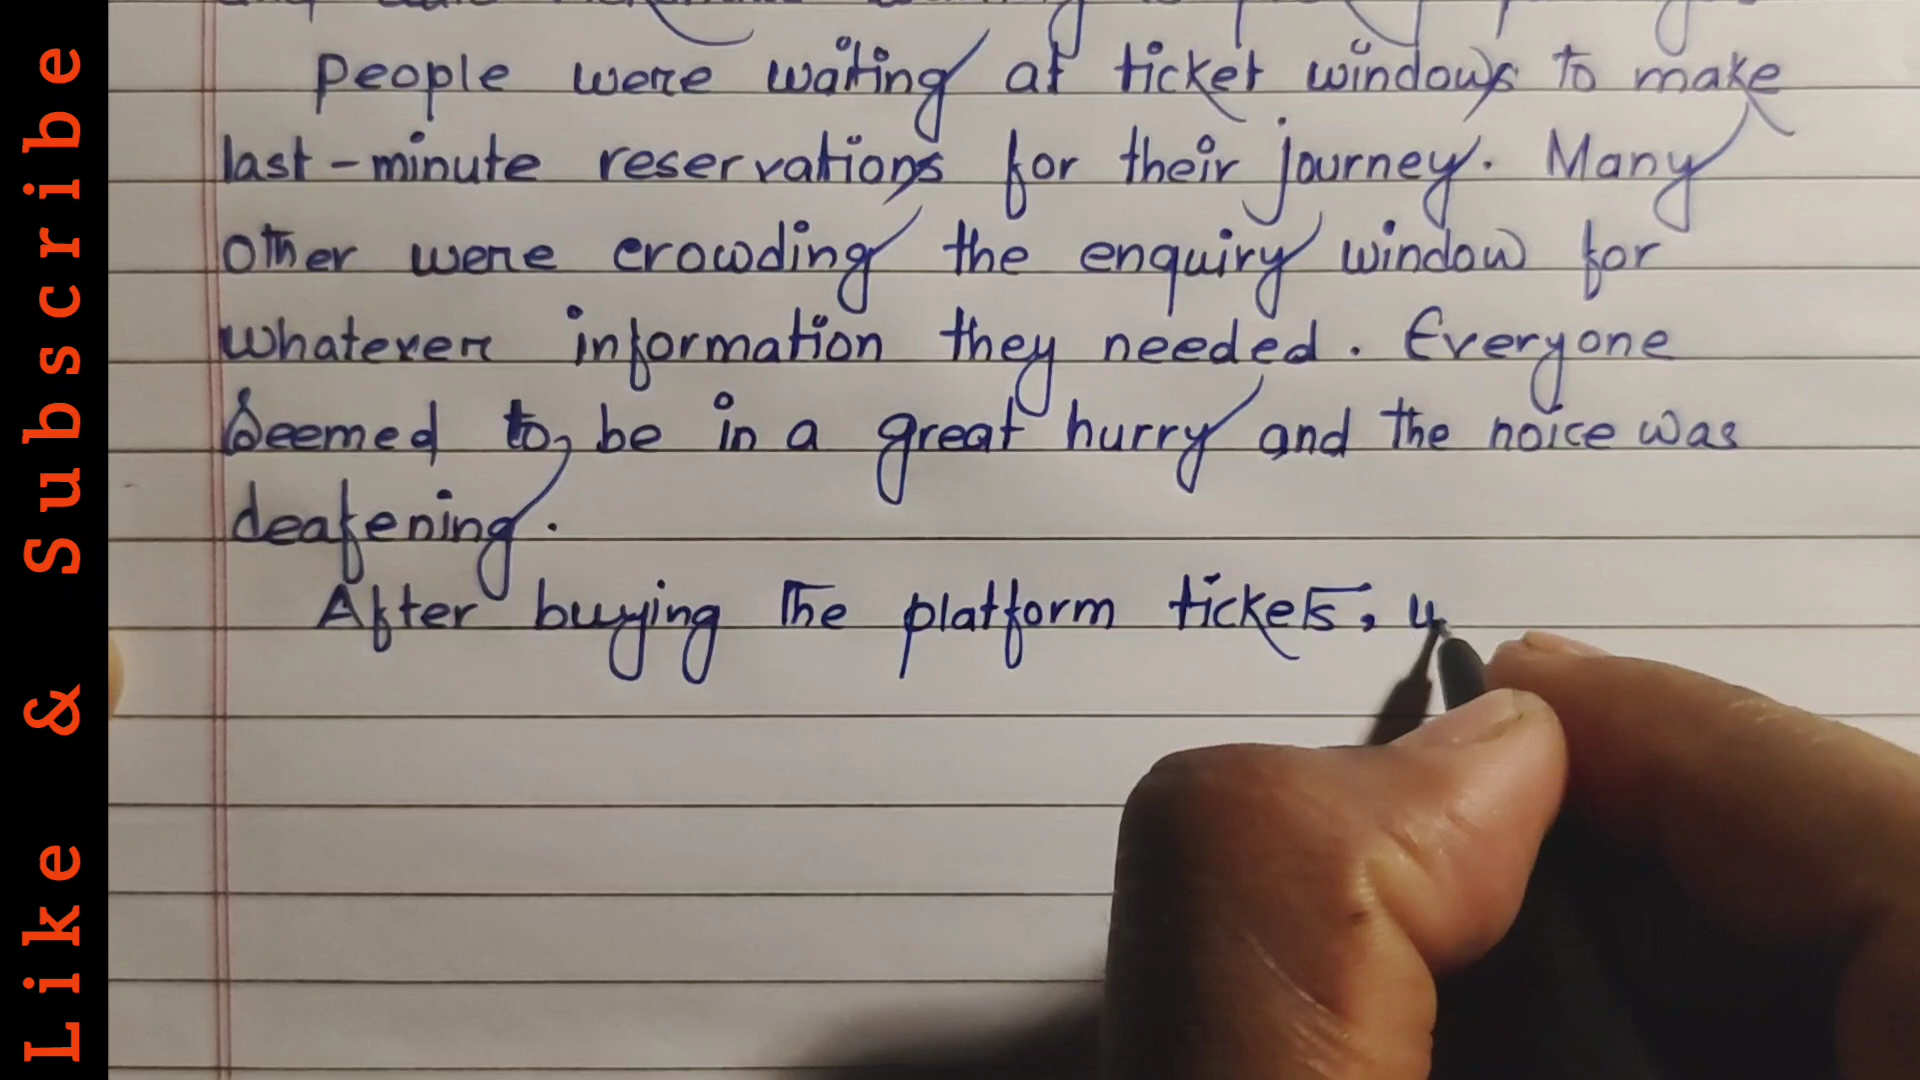 People were waiting at ticket windows to make
last-minute reservations for their journey. Many
other were crowding the enquiry window for
whatever information they needed. Everyone
Seemed to be in a great hurry and the noice was
deafening.
After buying the platform tickets,
Like & Subscribe